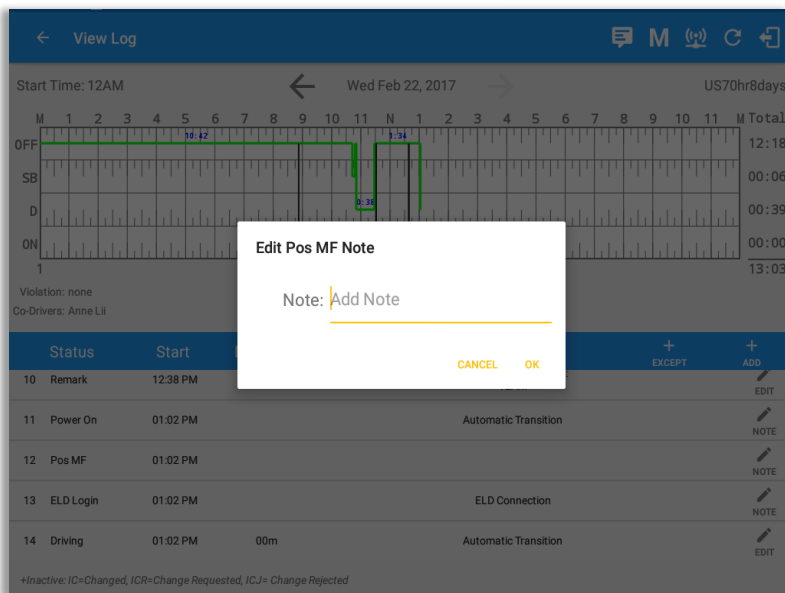 View Log
M
Start Time: 12AM
Wed Feb 22, 2017
US70hr8days
M 1 2 3 4 5 6 7 8 9 10 11 N 1 2 3 4 5 6 7 8 9 10 11 M Total
10:42
1:34
OFF
12:18
SB
00:06
0:38
D
00:39
ON
00:00
1
13:03
Violation: none
Co-Drivers: Anne Lii
Edit Pos MF Note
Note: Add Note
CANCEL OK
Status Start
EXCEPT ADD
10 Remark 12:38 PM
EDIT
11 Power On 01:02 PM Automatic Transition
NOTE
12 Pos MF 01:02 PM
NOTE
13 ELD Login 01:02 PM ELD Connection
NOTE
14 Driving 01:02 PM 00m Automatic Transition
EDIT
+Inactive: IC=Changed, ICR=Change Requested, ICJ= Change Rejected